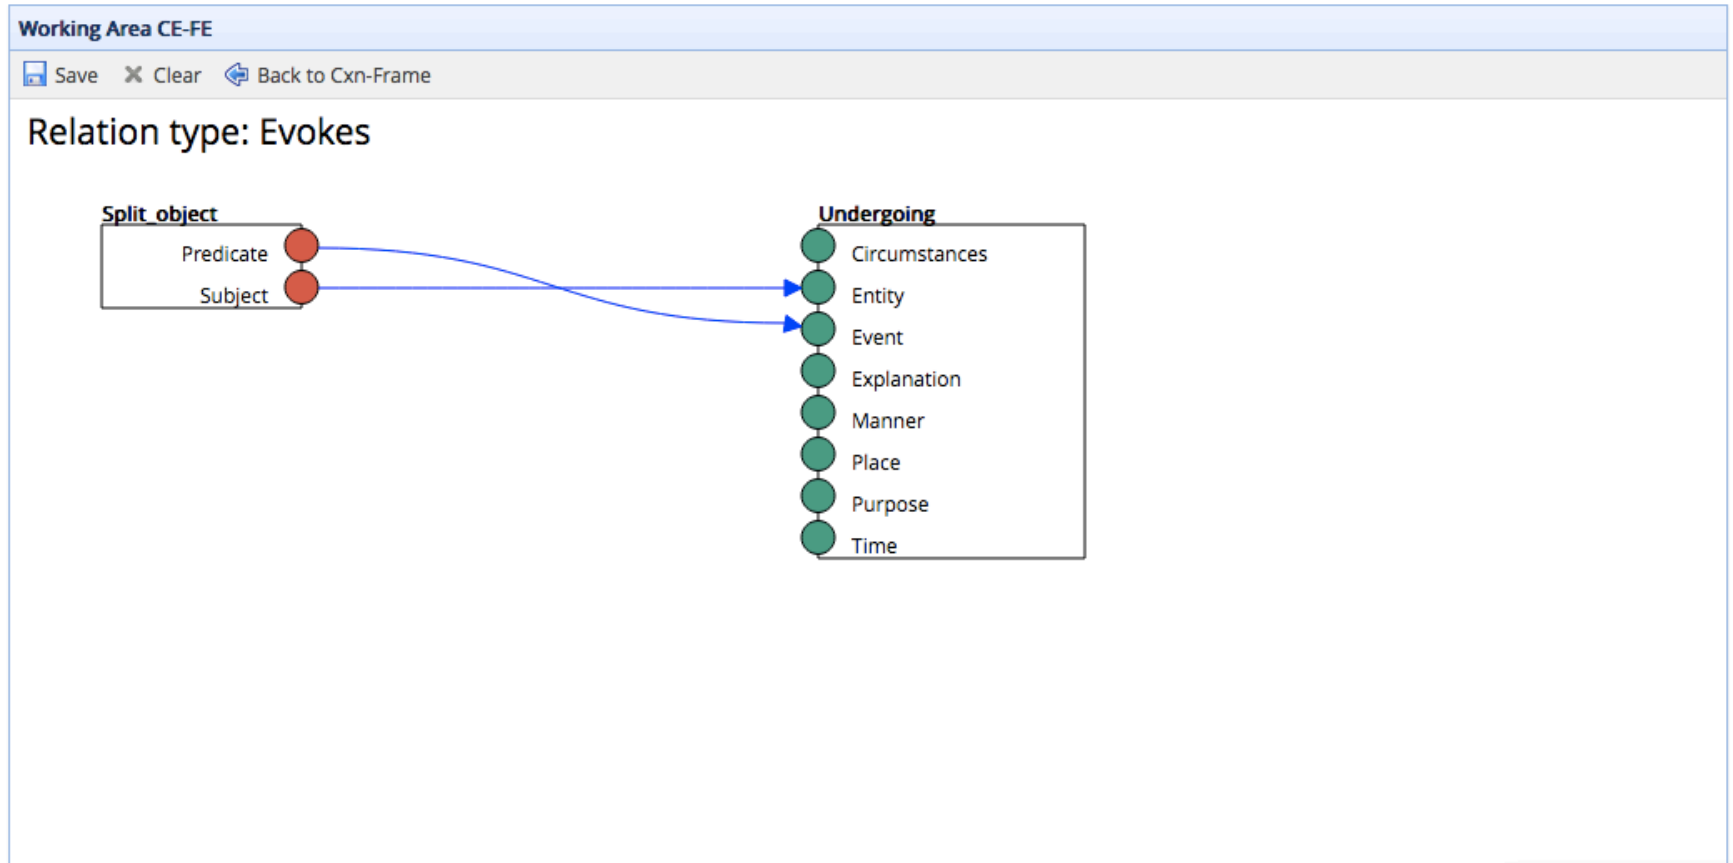 Working Area CE-FE
Save Clear Back to Cxn-Frame
Relation type: Evokes
Split_object
Predicate
Subject
Undergoing
Circumstances
Entity
Event
Explanation
Manner
Place
Purpose
Time